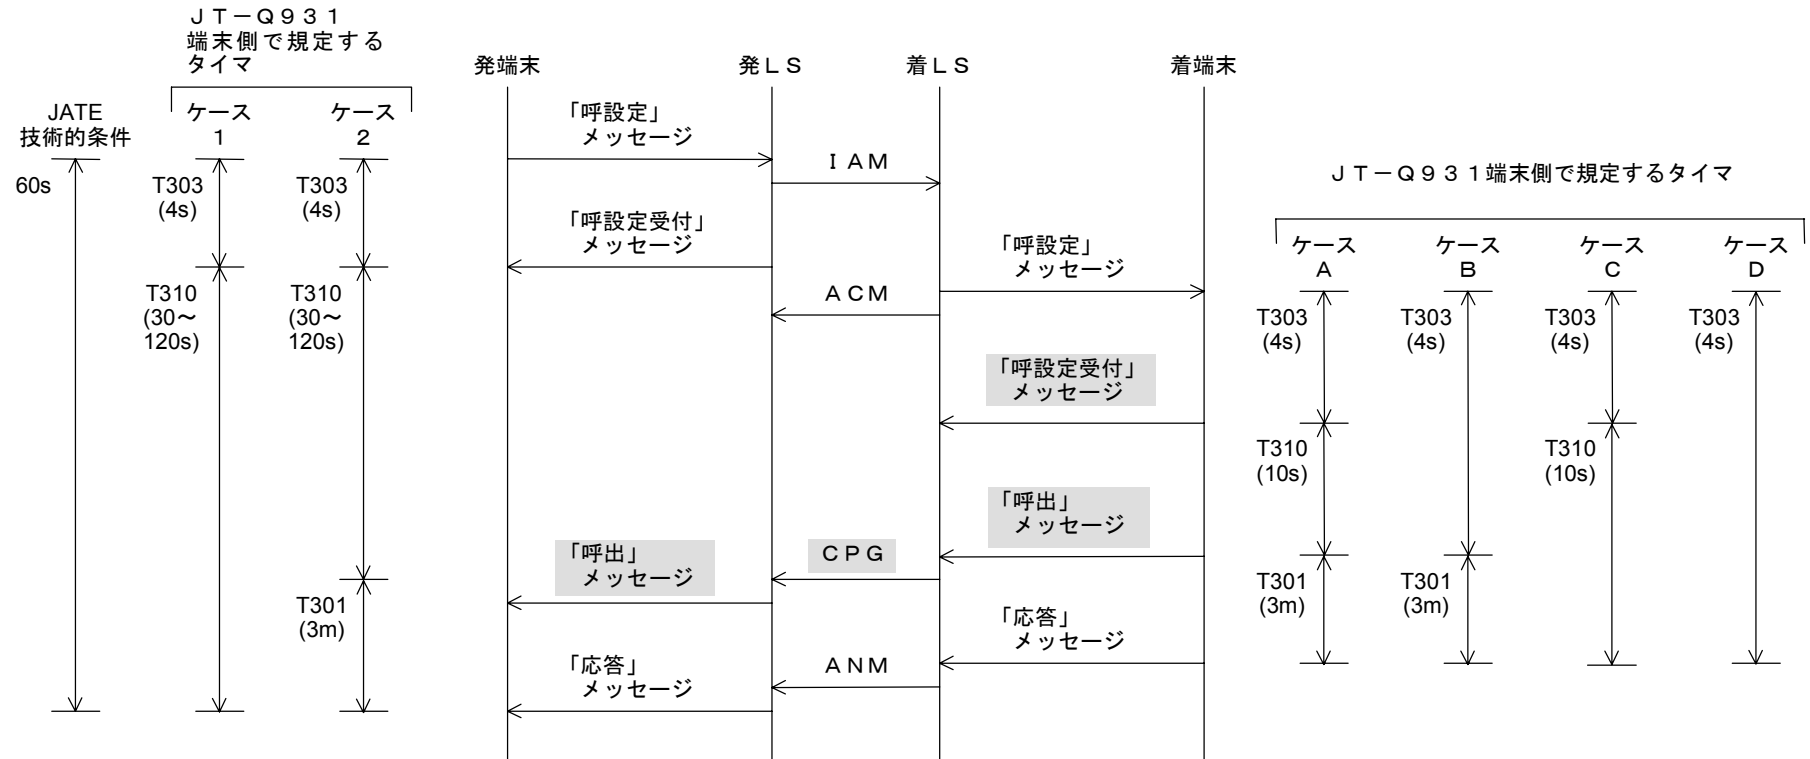 ＪＴ－Ｑ９３１
端末側で規定する
タイマ
JATE
技術的条件
ケース
１
ケース
２
60s
T303
(4s)
T303
(4s)
T310
(30～
120s)
T310
(30～
120s)
T301
(3m)
発端末
発ＬＳ
着ＬＳ
着端末
「呼設定」
メッセージ
ＩＡＭ
「呼設定受付」
メッセージ
「呼設定」
メッセージ
ＡＣＭ
「呼設定受付」
メッセージ
「呼出」
メッセージ
ＣＰＧ
「呼出」
メッセージ
「応答」
メッセージ
ＡＮＭ
「応答」
メッセージ
ＪＴ－Ｑ９３１端末側で規定するタイマ
ケース
Ａ
ケース
Ｂ
ケース
Ｃ
ケース
Ｄ
T303
(4s)
T303
(4s)
T303
(4s)
T303
(4s)
T310
(10s)
T310
(10s)
T301
(3m)
T301
(3m)